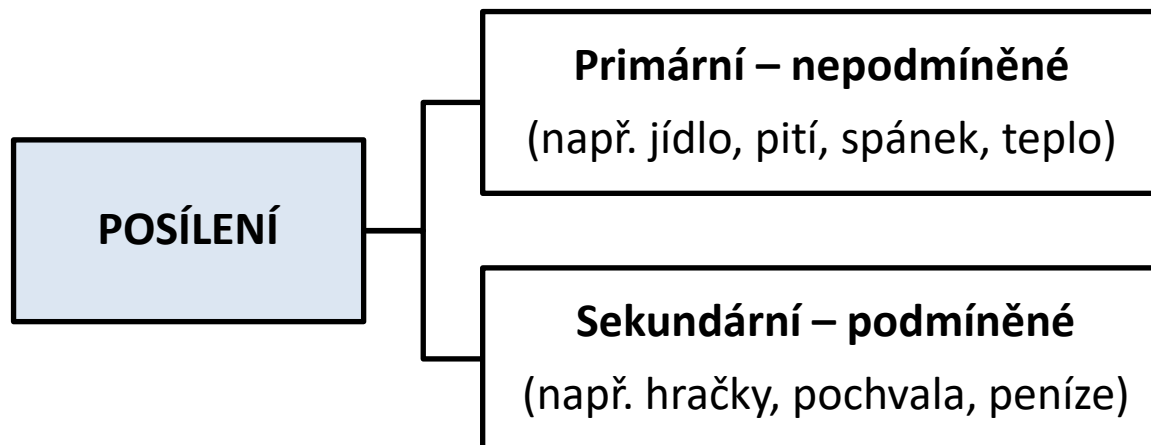 POSÍLENÍ
Primární – nepodmíněné
(např. jídlo, pití, spánek, teplo)
Sekundární – podmíněné
(např. hračky, pochvala, peníze)